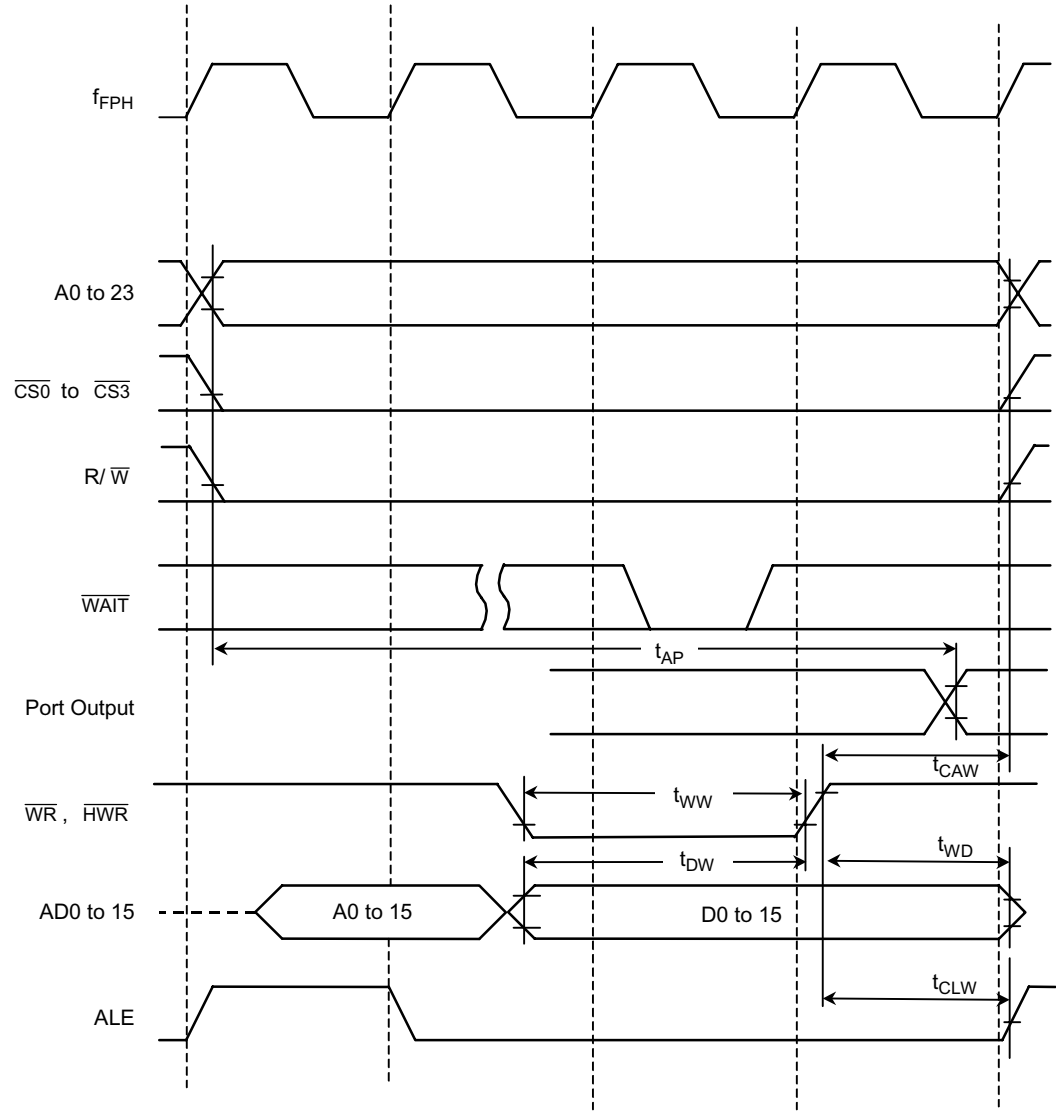 fFPH
A0 to 23
CS0 to CS3
R/ W
WAIT
tAP
Port Output
tCAW
WR , HWR
tWW
tDW
tWD
AD0 to 15
A0 to 15
D0 to 15
tCLW
ALE